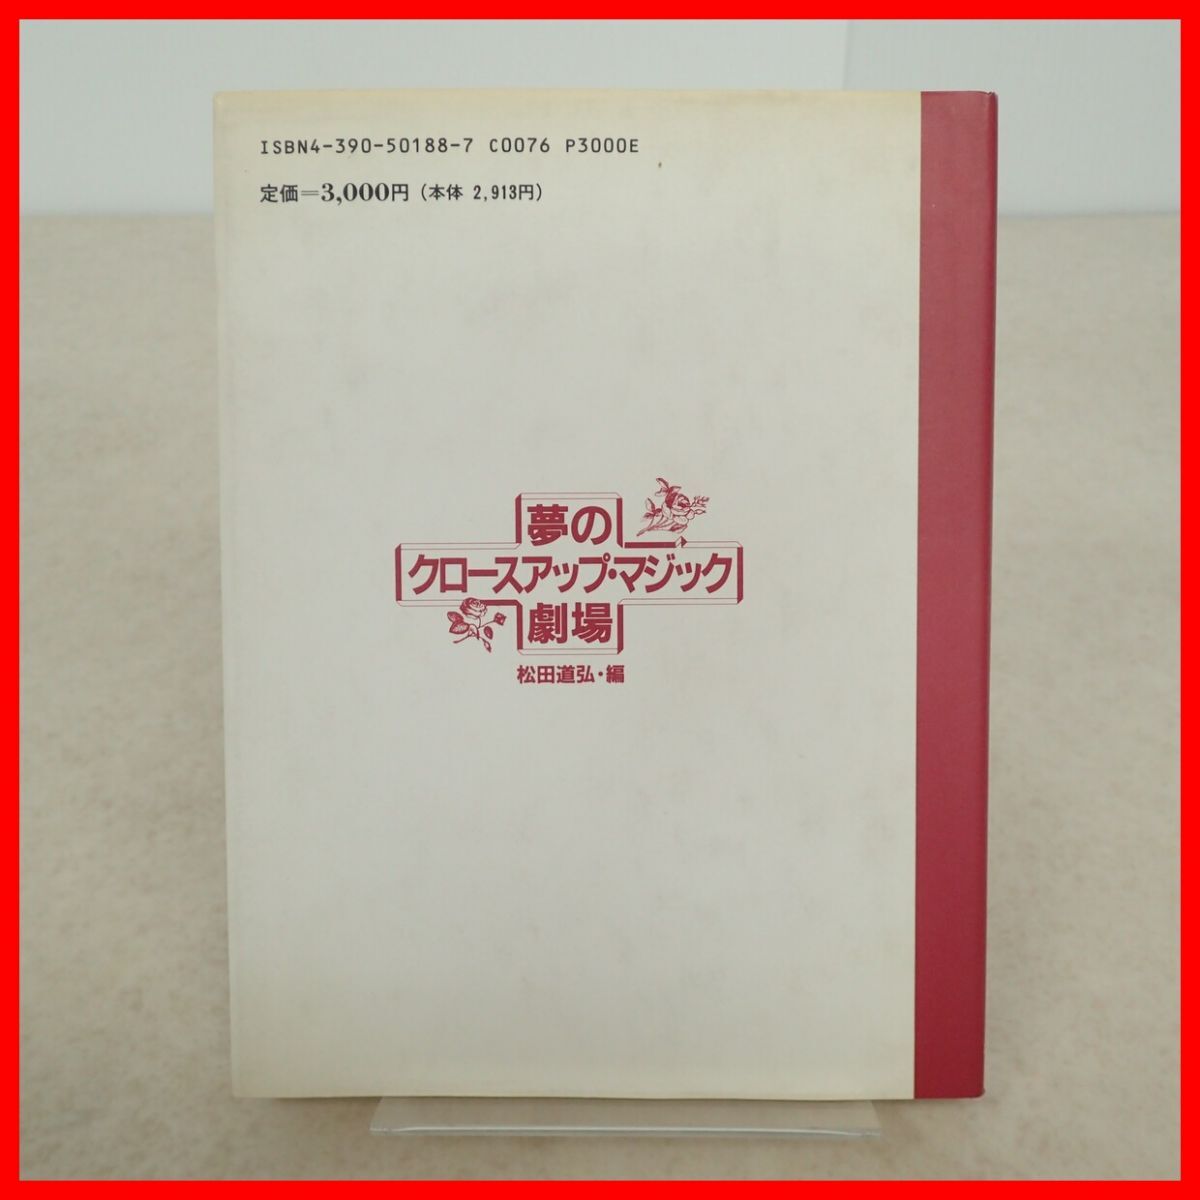 ISBN4-390-50188-7 C0076 P3000E
定価=3,000円（本体 2,913円）
夢の
クロースアップ・マジック
劇場
松田道弘・編